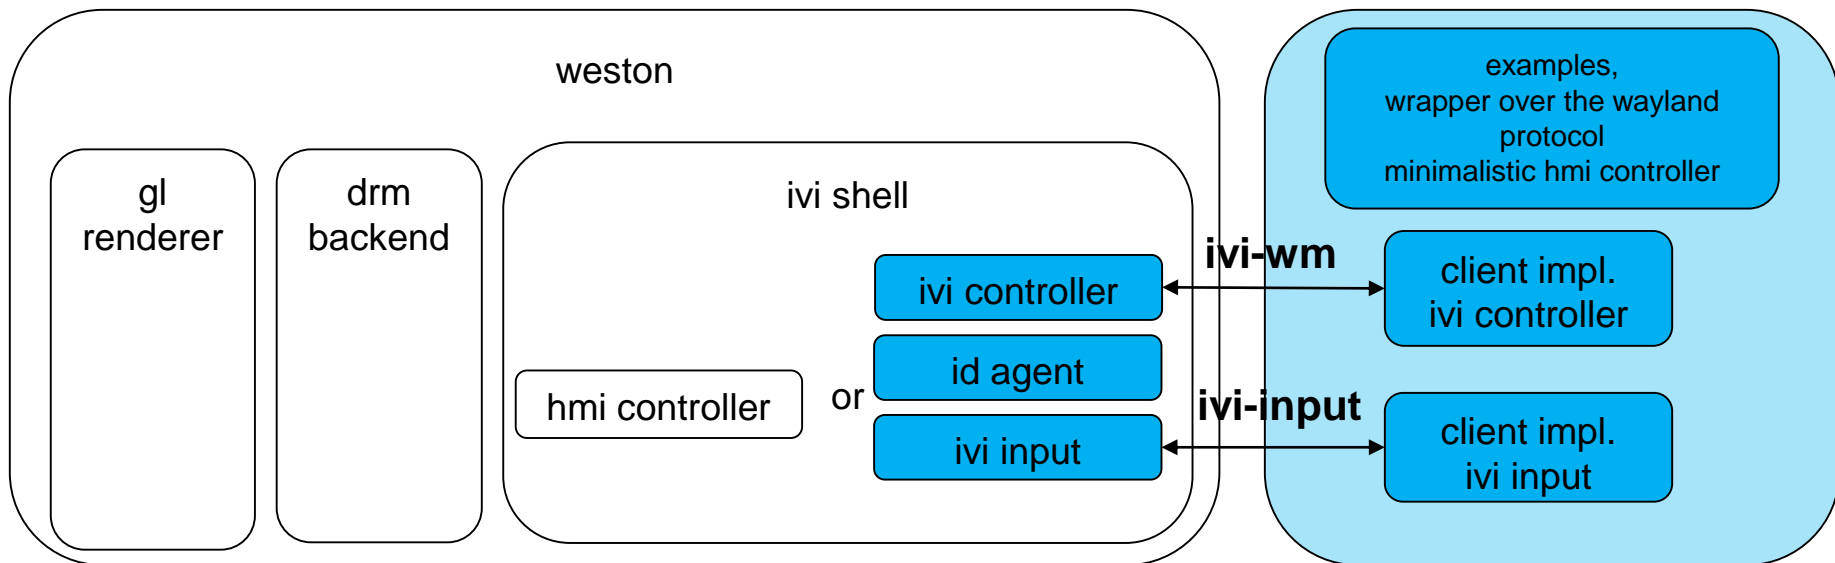 weston
gl
renderer
drm
backend
ivi shell
hmi controller
or
ivi controller
id agent
ivi input
ivi-wm
ivi-input
examples,
wrapper over the wayland
protocol
minimalistic hmi controller
client impl.
ivi controller
client impl.
ivi input